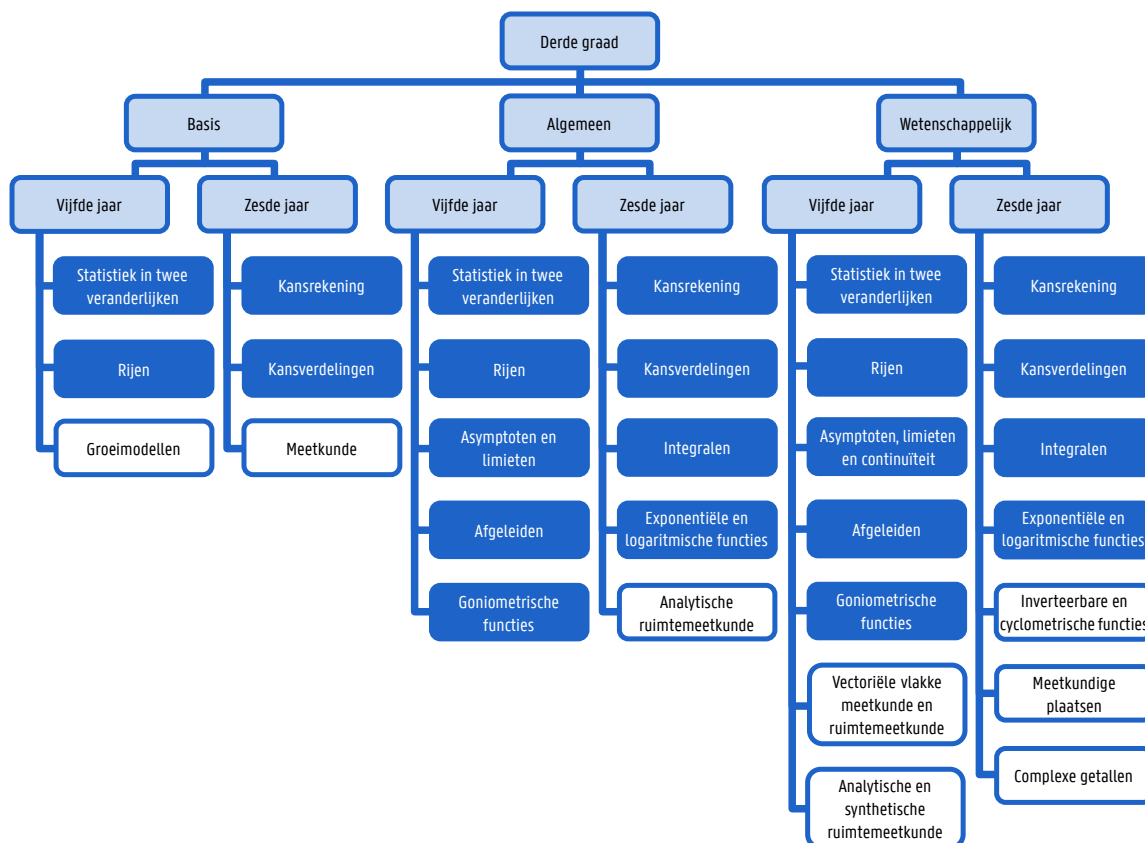 Derde graad
Basis
Algemeen
Wetenschappelijk
Vijfde jaar
Zesde jaar
Vijfde jaar
Zesde jaar
Vijfde jaar
Zesde jaar
Statistiek in twee
veranderlijken
Rijen
Groeimodellen
Kansrekening
Kansverdelingen
Meetkunde
Statistiek in twee
veranderlijken
Rijen
Asymptoten en
limieten
Afgeleiden
Goniometrische
functies
Kansrekening
Kansverdelingen
Integralen
Exponentiële en
logaritmische functies
Analytische
ruimtemeetkunde
Statistiek in twee
veranderlijken
Rijen
Asymptoten, limieten
en continuïteit
Afgeleiden
Goniometrische
functies
Vectoriële vlakke
meetkunde en
ruimtemeetkunde
Analytische en
synthetische
ruimtemeetkunde
Kansrekening
Kansverdelingen
Integralen
Exponentiële en
logaritmische functies
Inverteerbare en
cyclometrische functies
Meetkundige
plaatsen
Complexe getallen